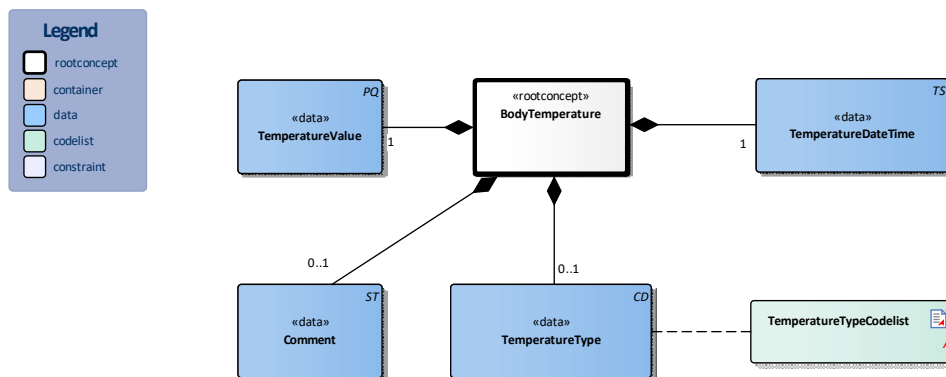 Legend
rootconcept
container
data
codelist
constraint
PQ
«data»
TemperatureValue
1
«rootconcept»
BodyTemperature
TS
«data»
TemperatureDateTime
1
0..1
0..1
ST
«data»
Comment
CD
«data»
TemperatureType
TemperatureTypeCodelist